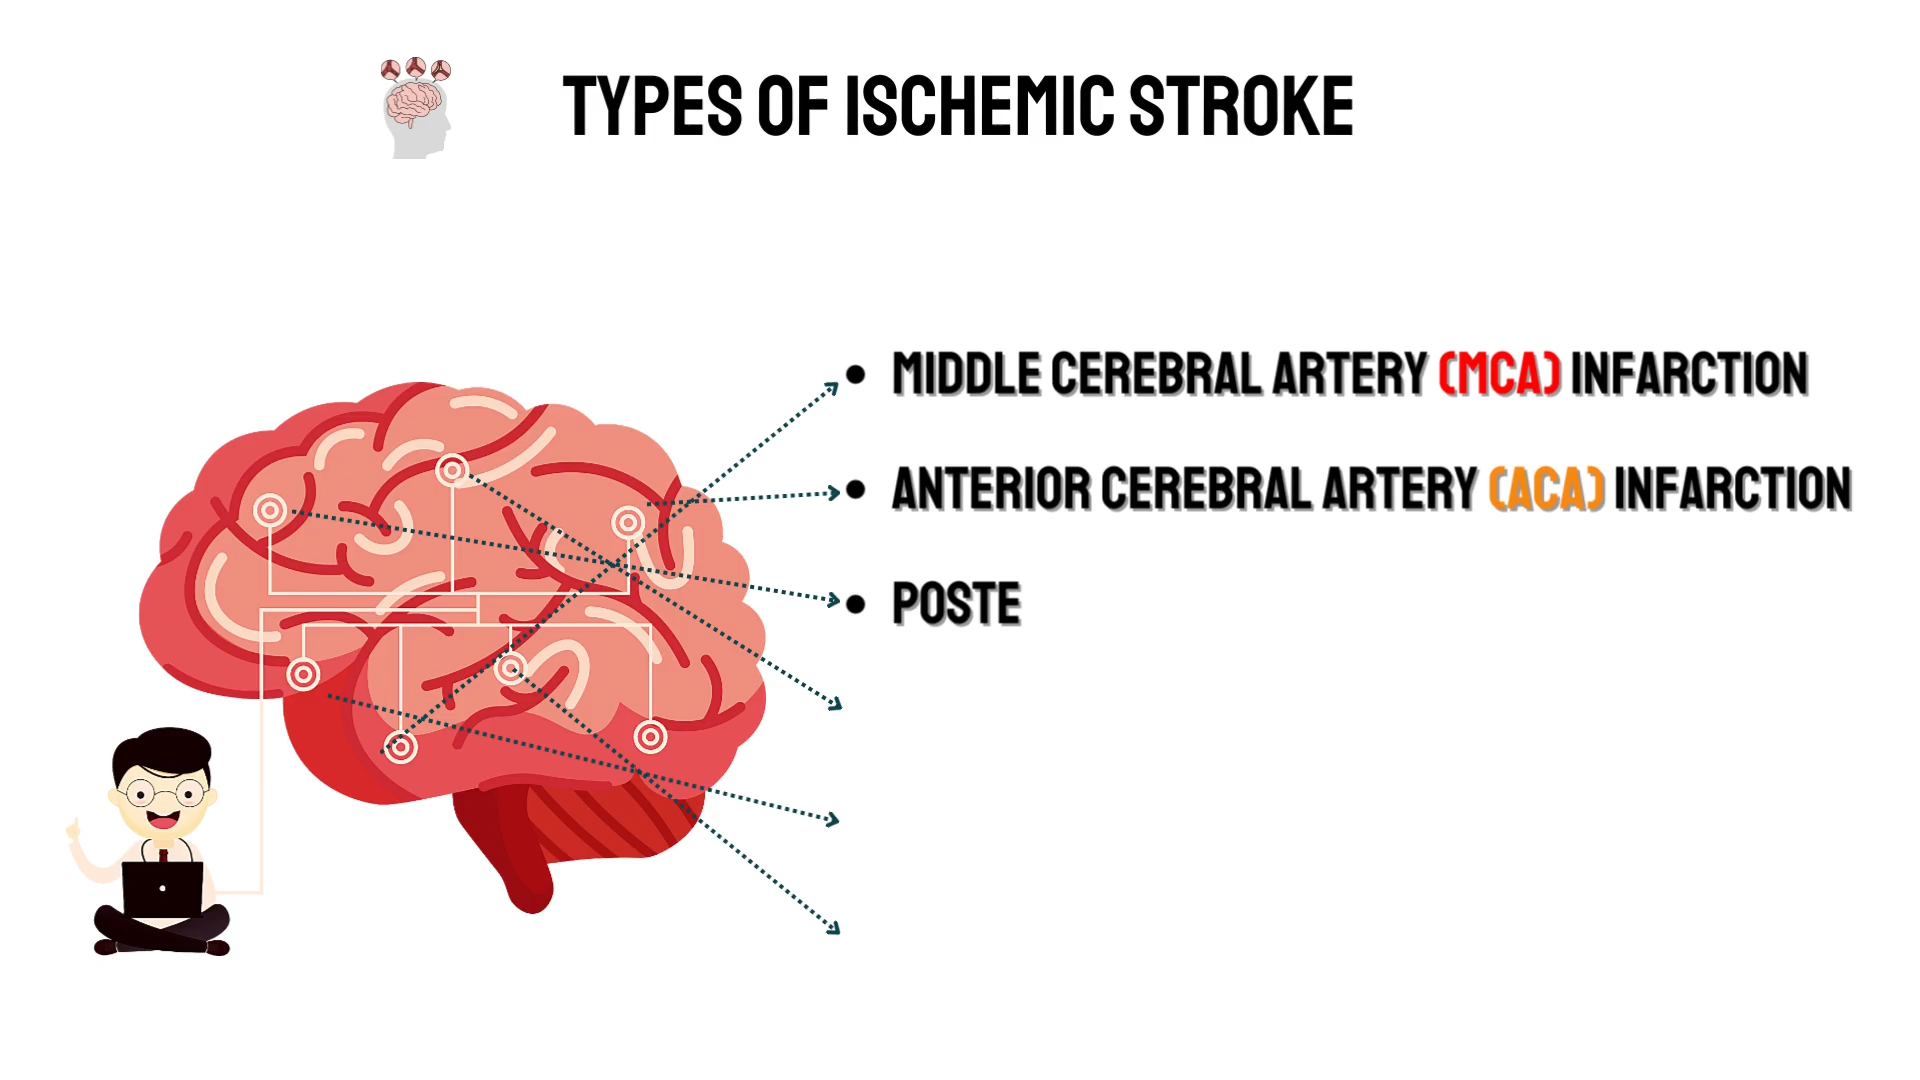 TYPES OF ISCHEMIC STROKE
• MIDDLE CEREBRAL ARTERY (MCA) INFARCTION
• ANTERIOR CEREBRAL ARTERY (ACA) INFARCTION
• POSTE